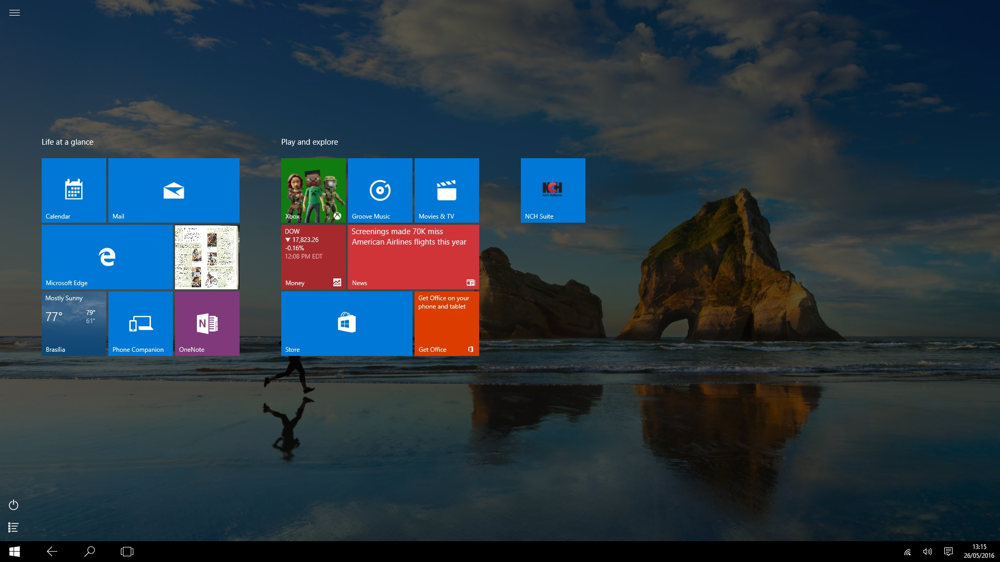 Life at a glance
Play and explore
Calendar
Mail
Xbox
Groove Music
Movies & TV
NCH
NCH Software
NCH Suite
Microsoft Edge
DOW
▼ 17,823.26
-0.16%
12:08 PM EDT
Money
Screenings made 70K miss
American Airlines flights this year
News
Mostly Sunny
77°
79°
61°
Brasília
Phone Companion
N
OneNote
Store
Get Office on your
phone and tablet
Get Office
13:15
26/05/2016